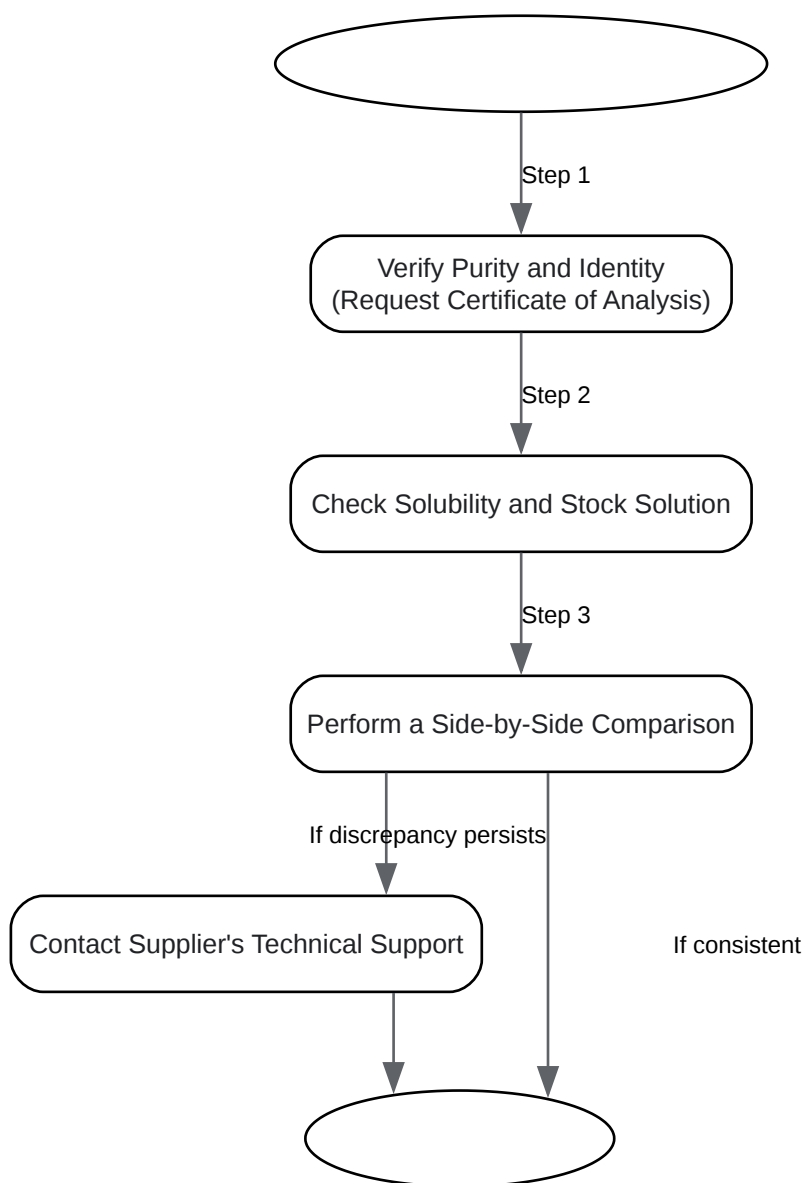 Step 1
Verify Purity and Identity
(Request Certificate of Analysis)
Step 2
Check Solubility and Stock Solution
Step 3
Perform a Side-by-Side Comparison
If discrepancy persists
Contact Supplier's Technical Support
If consistent